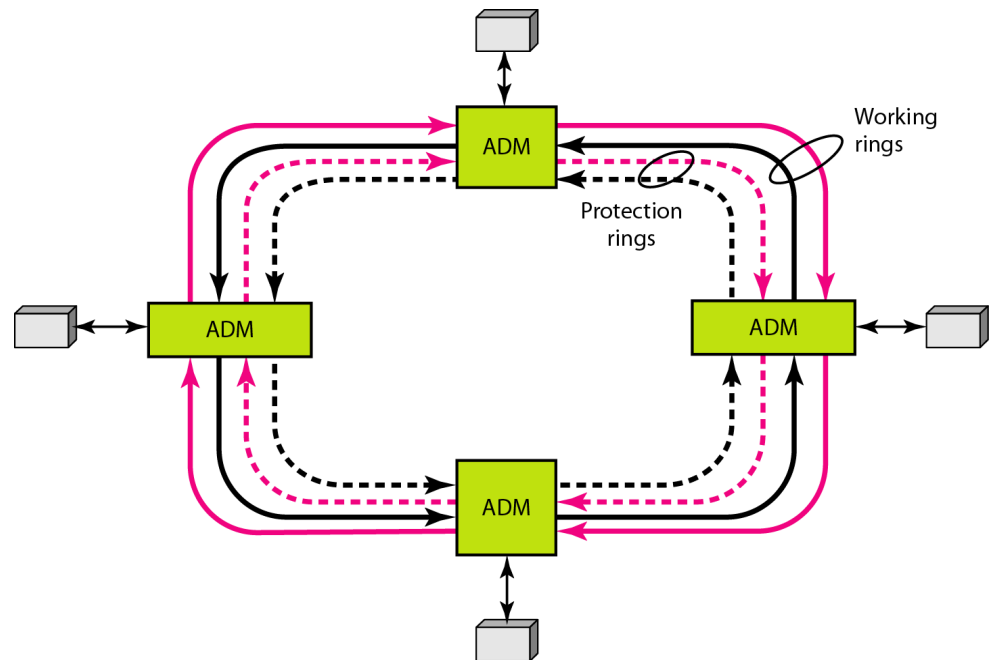 ADM
Working
rings
Protection
rings
ADM
ADM
ADM